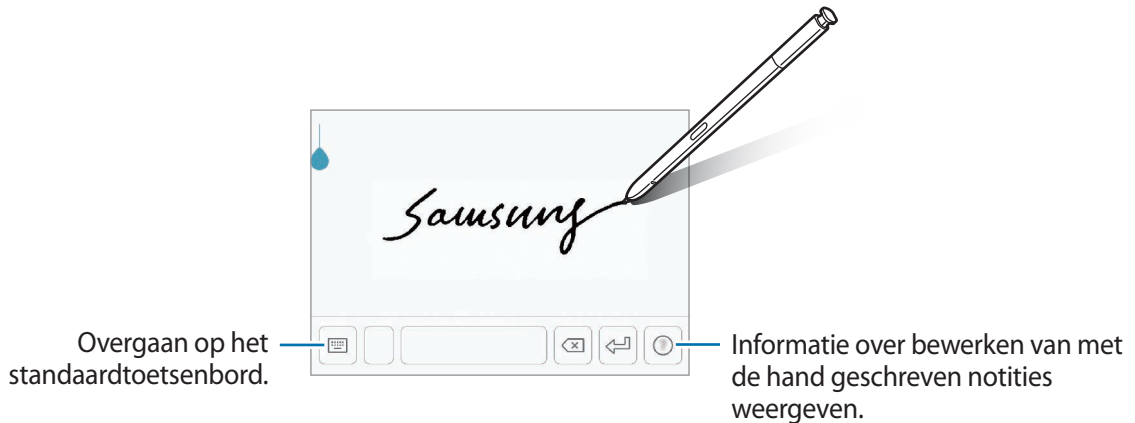 Samsung
Overgaan op het
standaardtoetsenbord.
Informatie over bewerken van met
de hand geschreven notities
weergeven.